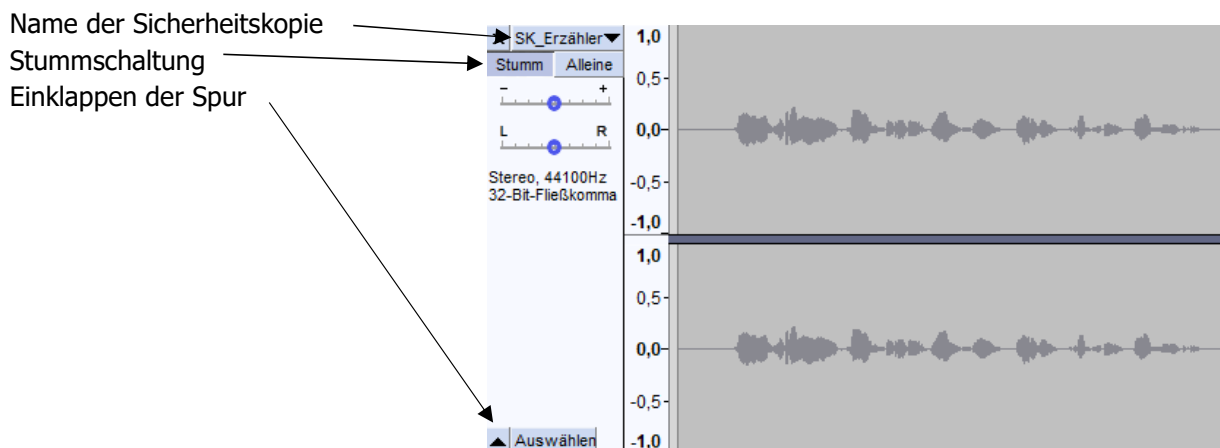 Name der Sicherheitskopie
Stummschaltung
Einklappen der Spur
X SK_Erzähler
Stumm Alleine
- +
L R
Stereo, 44100Hz
32-Bit-Fließkomma
Auswählen
1,0
0,5-
0,0-
-0,5-
-1,0
1,0
0,5-
0,0-
-0,5-
-1,0